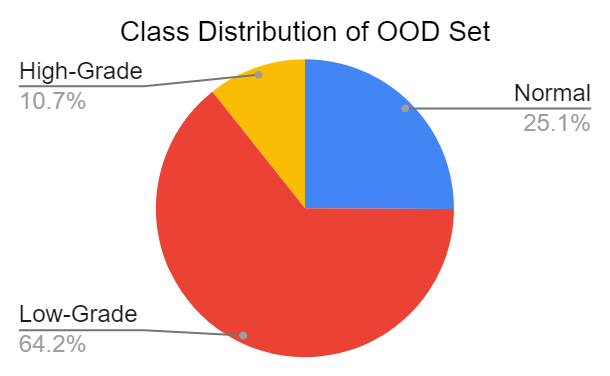 Class Distribution of OOD Set
High-Grade
10.7%
Normal
25.1%
Low-Grade
64.2%